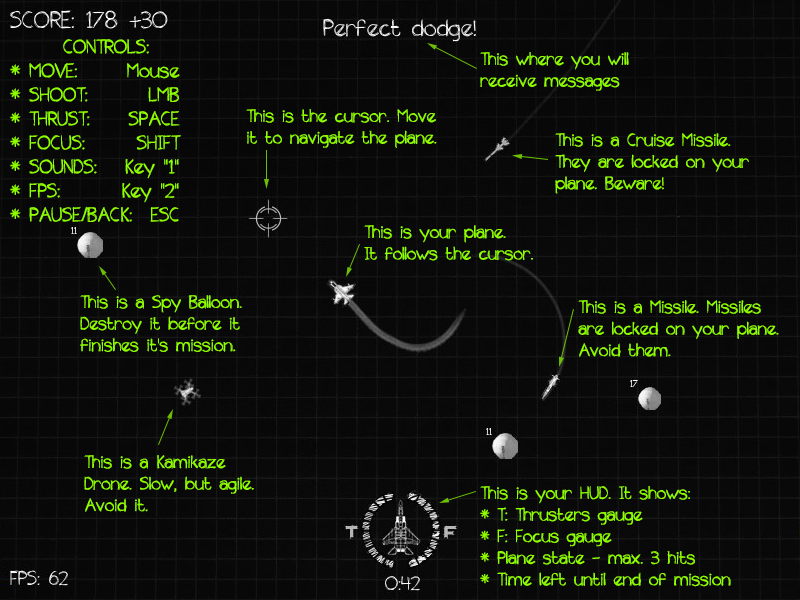 SCORE: 178 +30
Perfect dodge!
CONTROLS:
* MOVE: Mouse
* SHOOT: LMB
* THRUST: SPACE
* FOCUS: SHIFT
* SOUNDS: Key "1"
* FPS: Key "2"
* PAUSE/BACK: ESC
This where you will
receive messages
This is the cursor. Move
it to navigate the plane.
This is a Cruise Missile.
They are locked on your
plane. Beware!
11
This is your plane.
It follows the cursor.
This is a Spy Balloon.
Destroy it before it
finishes it's mission.
This is a Missile. Missiles
are locked on your plane.
Avoid them.
17
11
This is a Kamikaze
Drone. Slow, but agile.
Avoid it.
T F
0:42
This is your HUD. It shows:
* T: Thrusters gauge
* F: Focus gauge
* Plane state - max. 3 hits
* Time left until end of mission
FPS: 62